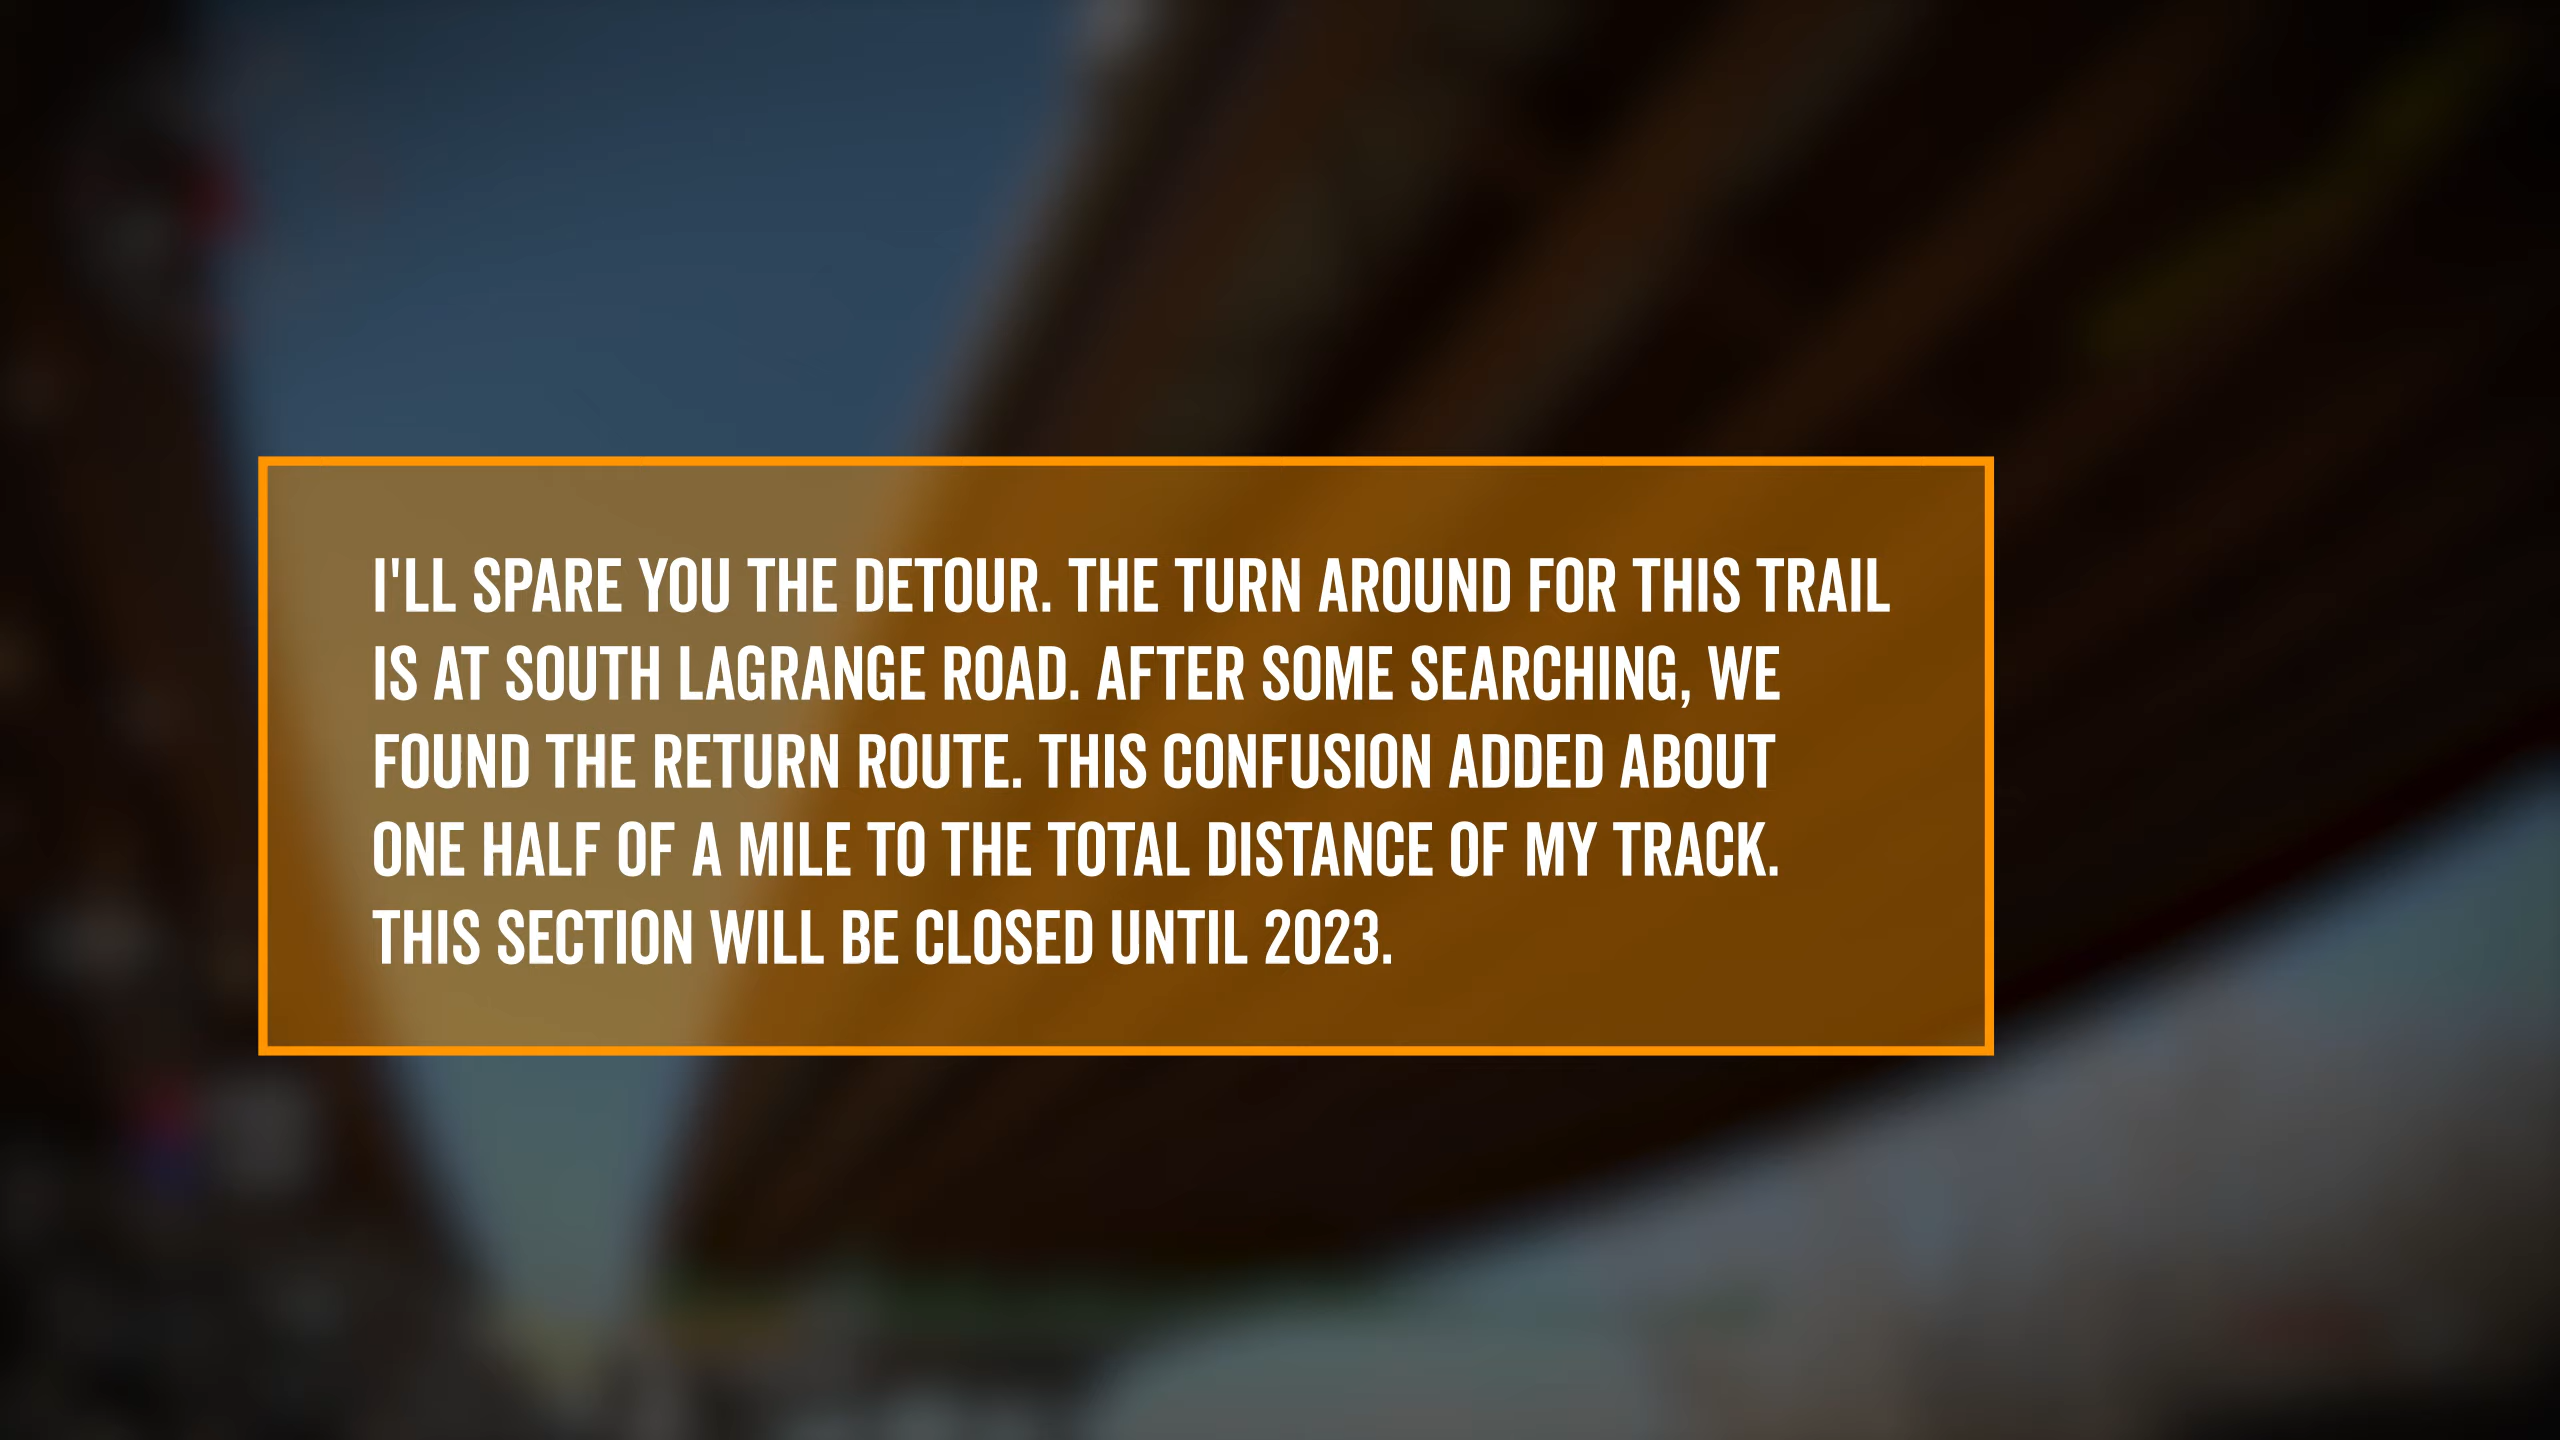 I'LL SPARE YOU THE DETOUR. THE TURN AROUND FOR THIS TRAIL
IS AT SOUTH LAGRANGE ROAD. AFTER SOME SEARCHING, WE
FOUND THE RETURN ROUTE. THIS CONFUSION ADDED ABOUT
ONE HALF OF A MILE TO THE TOTAL DISTANCE OF MY TRACK.
THIS SECTION WILL BE CLOSED UNTIL 2023.